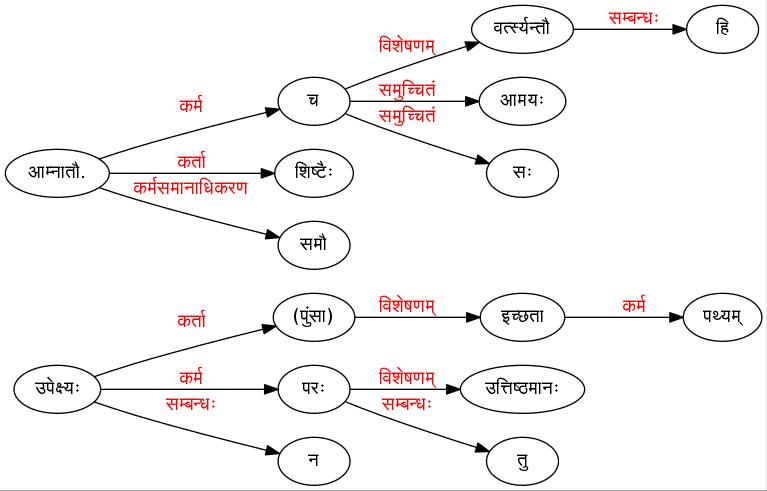 वर्त्स्यन्तौ
सम्बन्धः
हि
विशेषणम्
कर्म
च
समुच्चितं
आमयः
समुच्चितं
आम्नातौ.
कर्ता
शिष्टैः
सः
कर्मसमानाधिकरण
समौ
कर्ता
(पुंसा)
विशेषणम्
इच्छता
कर्म
पथ्यम्
उपेक्ष्यः
कर्म
परः
विशेषणम्
उत्तिष्ठमानः
सम्बन्धः
सम्बन्धः
न
तु